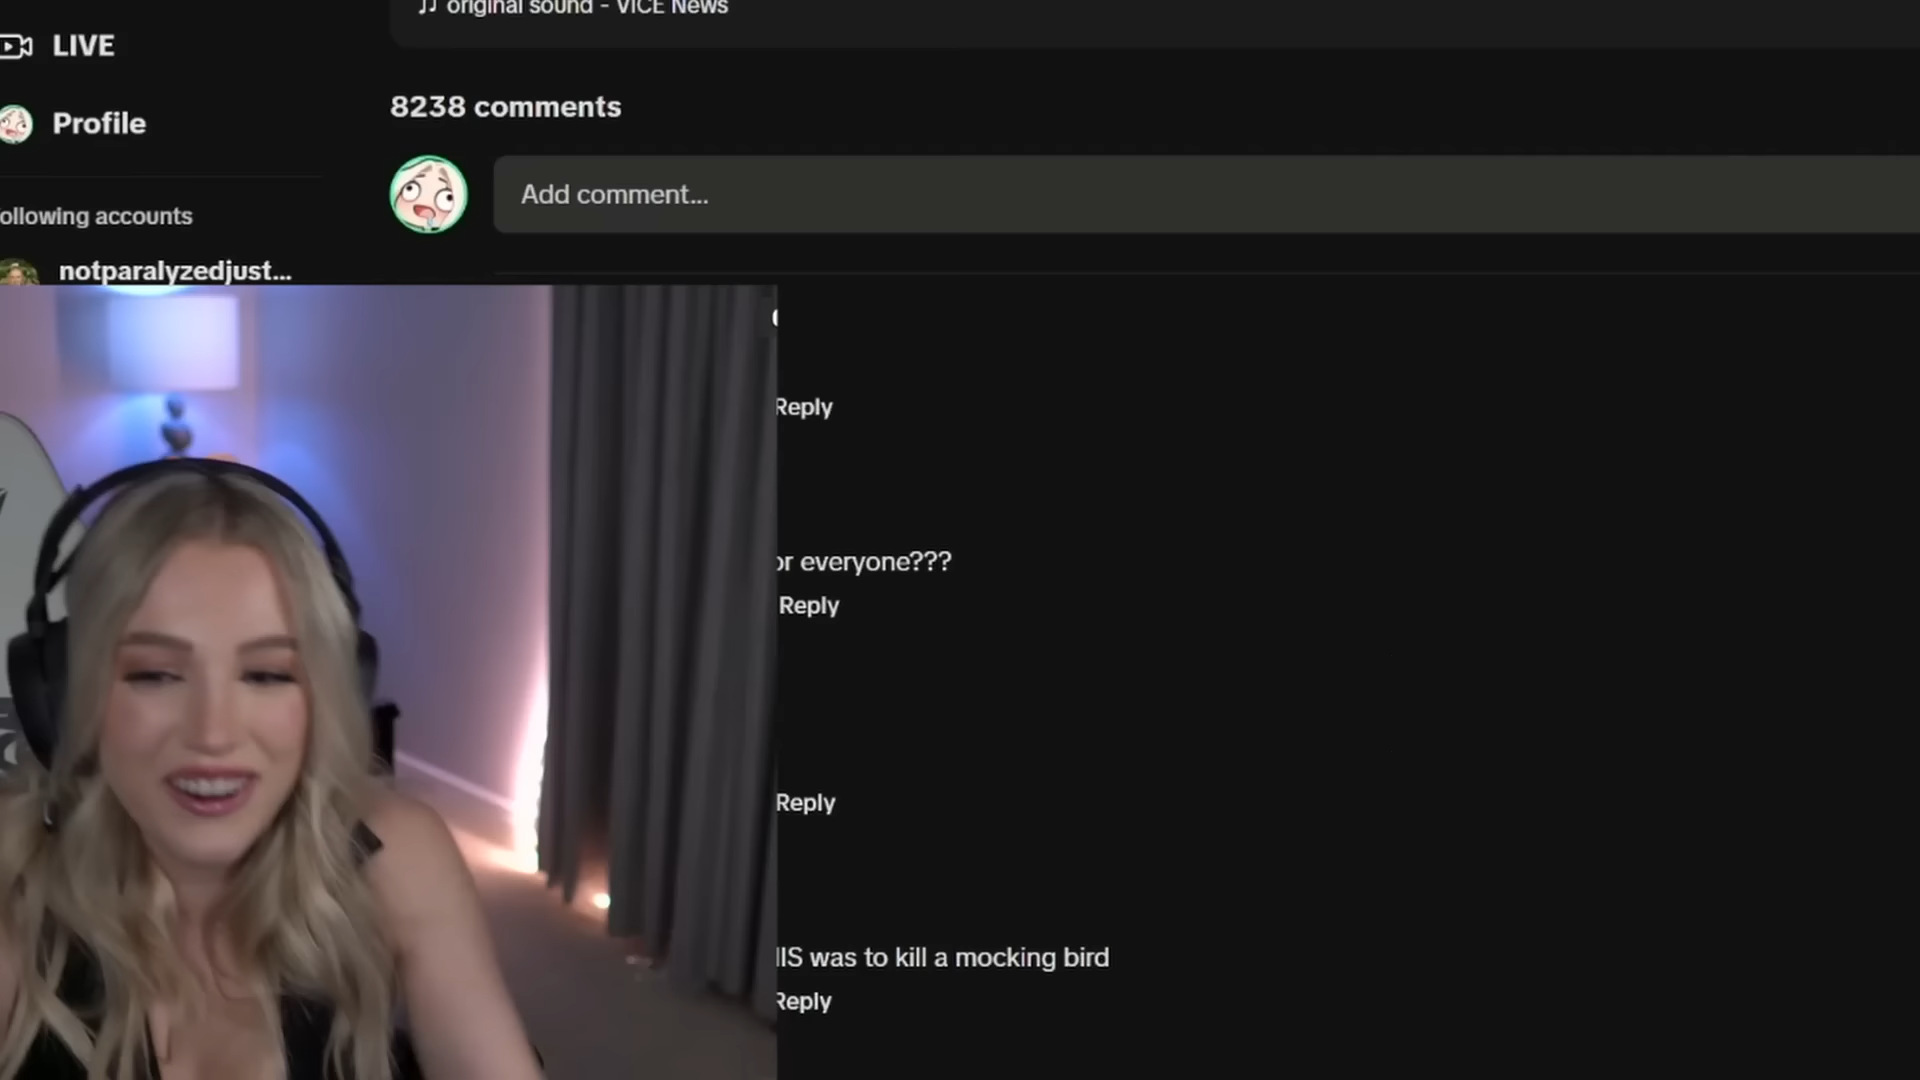 original sound - VICE News
LIVE
8238 comments
Profile
Add comment...
ollowing accounts
notparalyzedjust...
Reply
or everyone???
Reply
Reply
IIS was to kill a mocking bird
Reply